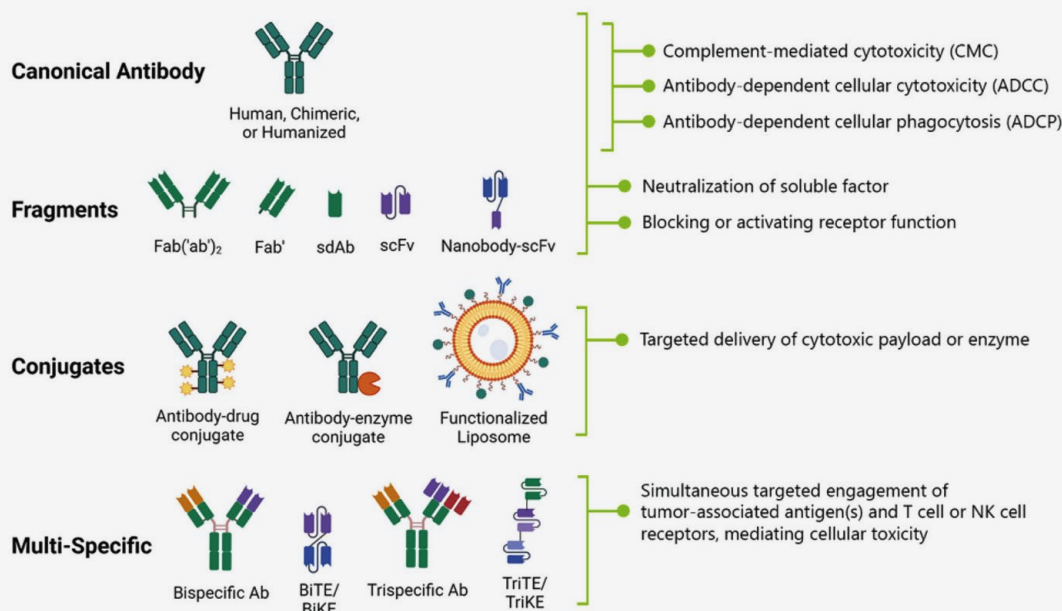 Canonical Antibody
Human, Chimeric,
or Humanized
Complement-mediated cytotoxicity (CMC)
Antibody-dependent cellular cytotoxicity (ADCC)
Antibody-dependent cellular phagocytosis (ADCP)
Fragments
Fab('ab')₂
Fab'
sdAb
scFv
Nanobody-scFv
Neutralization of soluble factor
Blocking or activating receptor function
Conjugates
Antibody-drug
conjugate
Antibody-enzyme
conjugate
Functionalized
Liposome
Targeted delivery of cytotoxic payload or enzyme
Multi-Specific
Bispecific Ab
BiTE/
BiKE
Trispecific Ab
TriTE/
TriKE
Simultaneous targeted engagement of
tumor-associated antigen(s) and T cell or NK cell
receptors, mediating cellular toxicity